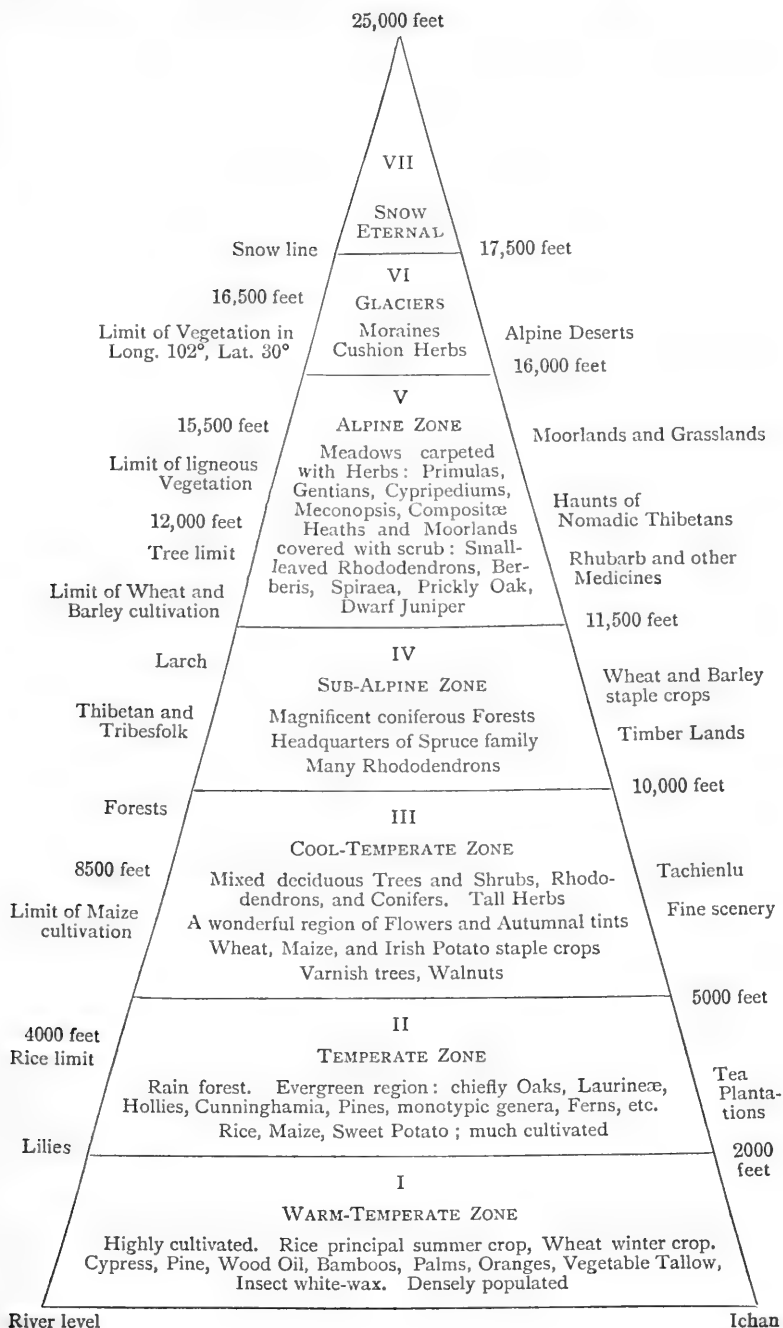 25,000 feet
VII
SNOW
ETERNAL
Snow line
17,500 feet
VI
16,500 feet
GLACIERS
Limit of Vegetation in
Long. 102°, Lat. 30°
Moraines
Cushion Herbs
Alpine Deserts
16,000 feet
V
15,500 feet
ALPINE ZONE
Moorlands and Grasslands
Limit of ligneous
Vegetation
Meadows carpeted
with Herbs: Primulas,
Gentians, Cypripediums,
Meconopsis, Compositæ
Heaths and Moorlands
covered with scrub: Small-
leaved Rhododendrons, Ber-
beris, Spiraea, Prickly Oak,
Dwarf Juniper
Haunts of
Nomadic Thibetans
12,000 feet
Tree limit
Rhubarb and other
Medicines
Limit of Wheat and
Barley cultivation
11,500 feet
IV
Larch
SUB-ALPINE ZONE
Wheat and Barley
staple crops
Thibetan and
Tribesfolk
Magnificent coniferous Forests
Headquarters of Spruce family
Many Rhododendrons
Timber Lands
10,000 feet
Forests
III
COOL-TEMPERATE ZONE
8500 feet
Tachienlu
Mixed deciduous Trees and Shrubs, Rhodo-
dendrons, and Conifers. Tall Herbs
A wonderful region of Flowers and Autumnal tints
Wheat, Maize, and Irish Potato staple crops
Varnish trees, Walnuts
Limit of Maize
cultivation
Fine scenery
5000 feet
II
4000 feet
Rice limit
TEMPERATE ZONE
Rain forest. Evergreen region: chiefly Oaks, Laurineæ,
Hollies, Cunninghamia, Pines, monotypic genera, Ferns, etc.
Rice, Maize, Sweet Potato; much cultivated
Tea
Planta-
tions
Lilies
2000
feet
I
WARM-TEMPERATE ZONE
Highly cultivated. Rice principal summer crop, Wheat winter crop.
Cypress, Pine, Wood Oil, Bamboos, Palms, Oranges, Vegetable Tallow,
Insect white-wax. Densely populated
River level
Ichan